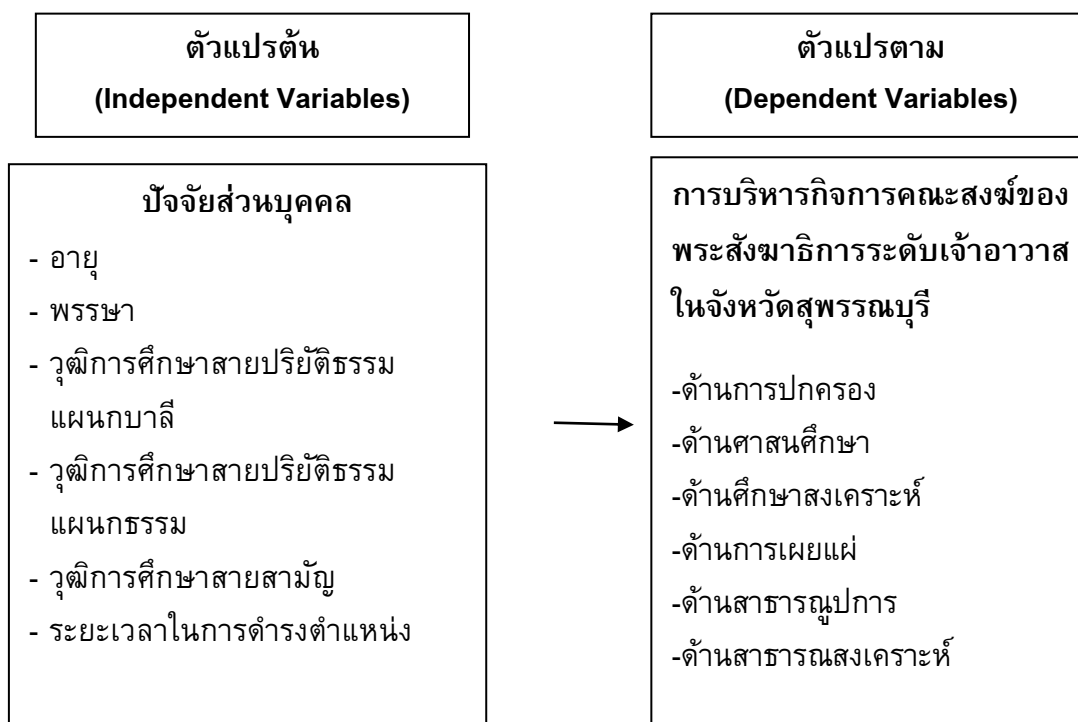 ตัวแปรต้น
(Independent Variables)
ปัจจัยส่วนบุคคล
- อายุ
- พรรษา
- วุฒิการศึกษาสายปริยัติธรรม
แผนกบาลี
- วุฒิการศึกษาสายปริยัติธรรม
แผนกธรรม
- วุฒิการศึกษาสายสามัญ
- ระยะเวลาในการดำรงตำแหน่ง
ตัวแปรตาม
(Dependent Variables)
การบริหารกิจการคณะสงฆ์ของ
พระสังฆาธิการระดับเจ้าอาวาส
ในจังหวัดสุพรรณบุรี
-ด้านการปกครอง
-ด้านศาสนศึกษา
-ด้านศึกษาสงเคราะห์
-ด้านการเผยแผ่
-ด้านสาธารณูปการ
-ด้านสาธารณสงเคราะห์